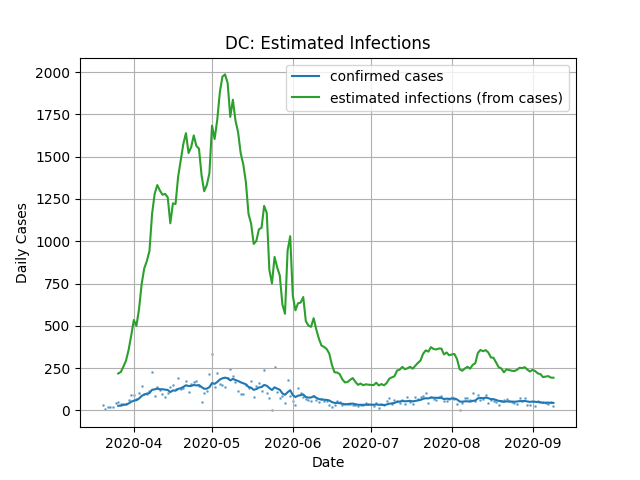 DC: Estimated Infections
confirmed cases
estimated infections (from cases)
Daily Cases
2000
1750
1500
1250
1000
750
500
250
0
2020-04 2020-05 2020-06 2020-07 2020-08 2020-09
Date